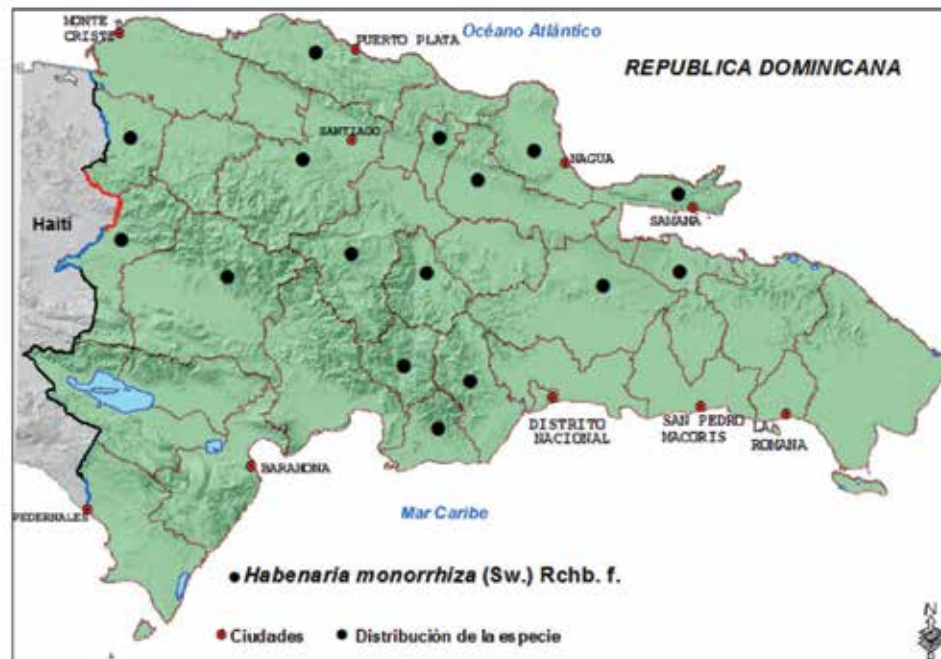 MONTE
CRISTI
PUERTO PLATA
Océano Atlántico
REPUBLICA DOMINICANA
SANTIAGO
NAGUA
Haití
SAMANA
DISTRITO
NACIONAL
SAN PEDRO
MACORIS
LA
ROMANA
BARAHONA
PEDERNALES
Mar Caribe
Habenaria monorrhiza (Sw.) Rchb. f.
Ciudades
Distribución de la especie
N